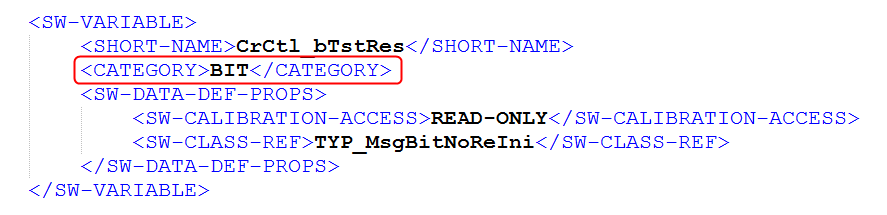 <SW-VARIABLE>
<SHORT-NAME>CrCtl_bTstRes</SHORT-NAME>
<CATEGORY>BIT</CATEGORY>
<SW-DATA-DEF-PROPS>
<SW-CALIBRATION-ACCESS>READ-ONLY</SW-CALIBRATION-ACCESS>
<SW-CLASS-REF>TYP_MsgBitNoReIni</SW-CLASS-REF>
</SW-DATA-DEF-PROPS>
</SW-VARIABLE>